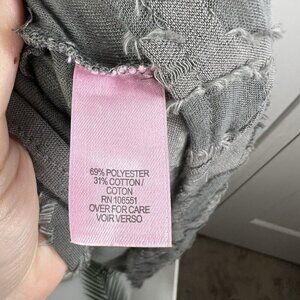 69% POLYESTER
31% COTTON /
COTON
RN 106551
OVER FOR CARE
VOIR VERSO